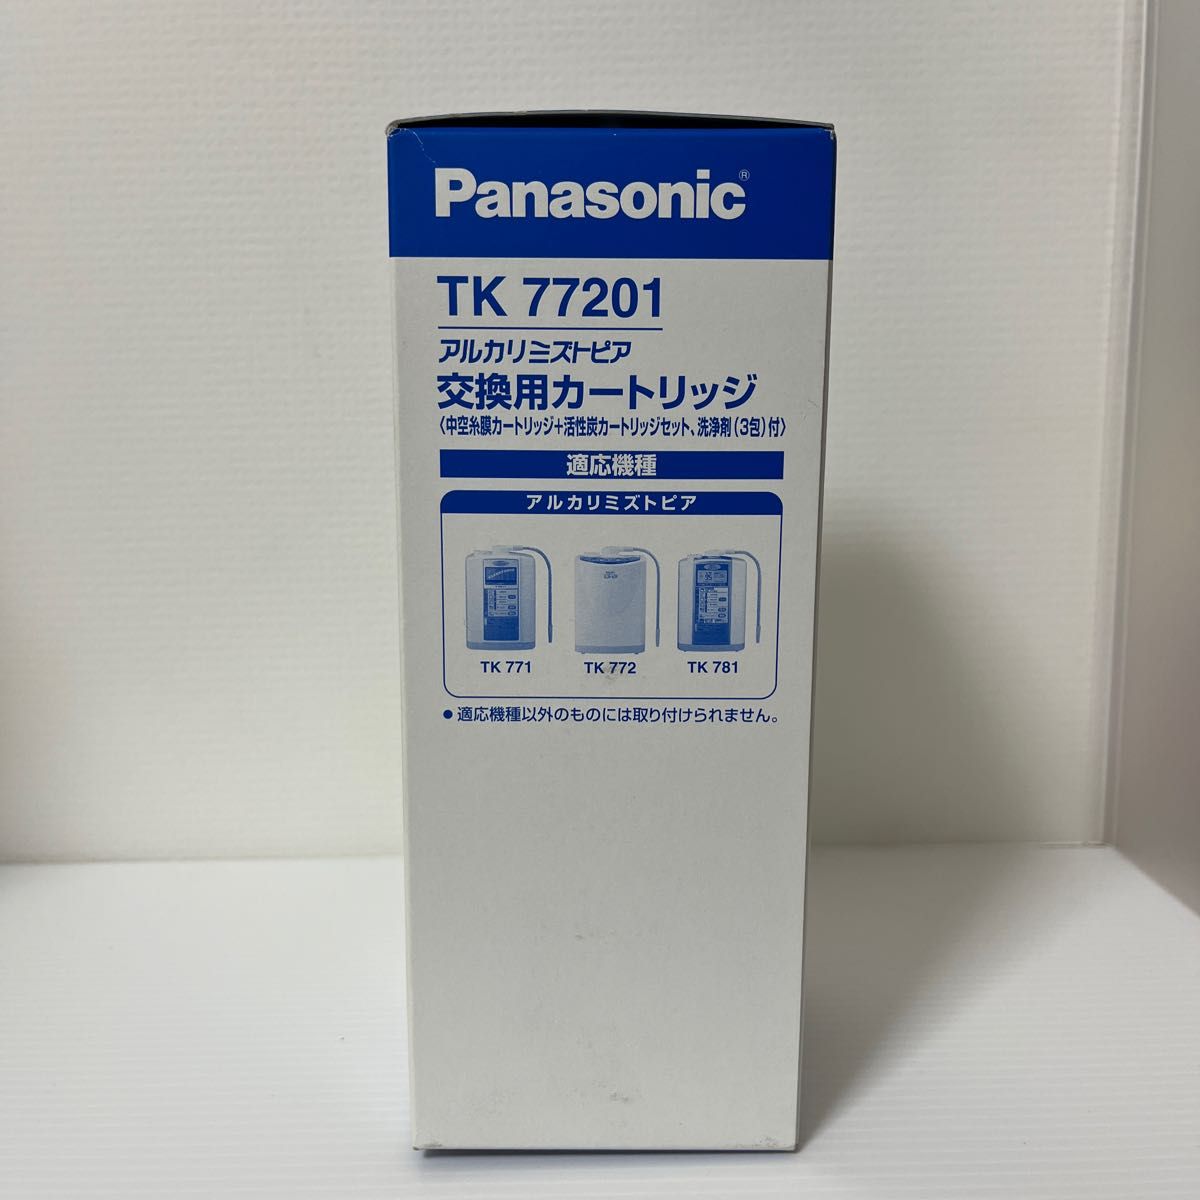 Panasonic®
TK 77201
アルカリミズトピア
交換用カートリッジ
〈中空糸膜カートリッジ+活性炭カートリッジセット、洗浄剤(3包)付〉
適応機種
アルカリミズトピア
TK 771 TK 772 TK 781
●適応機種以外のものには取り付けられません。